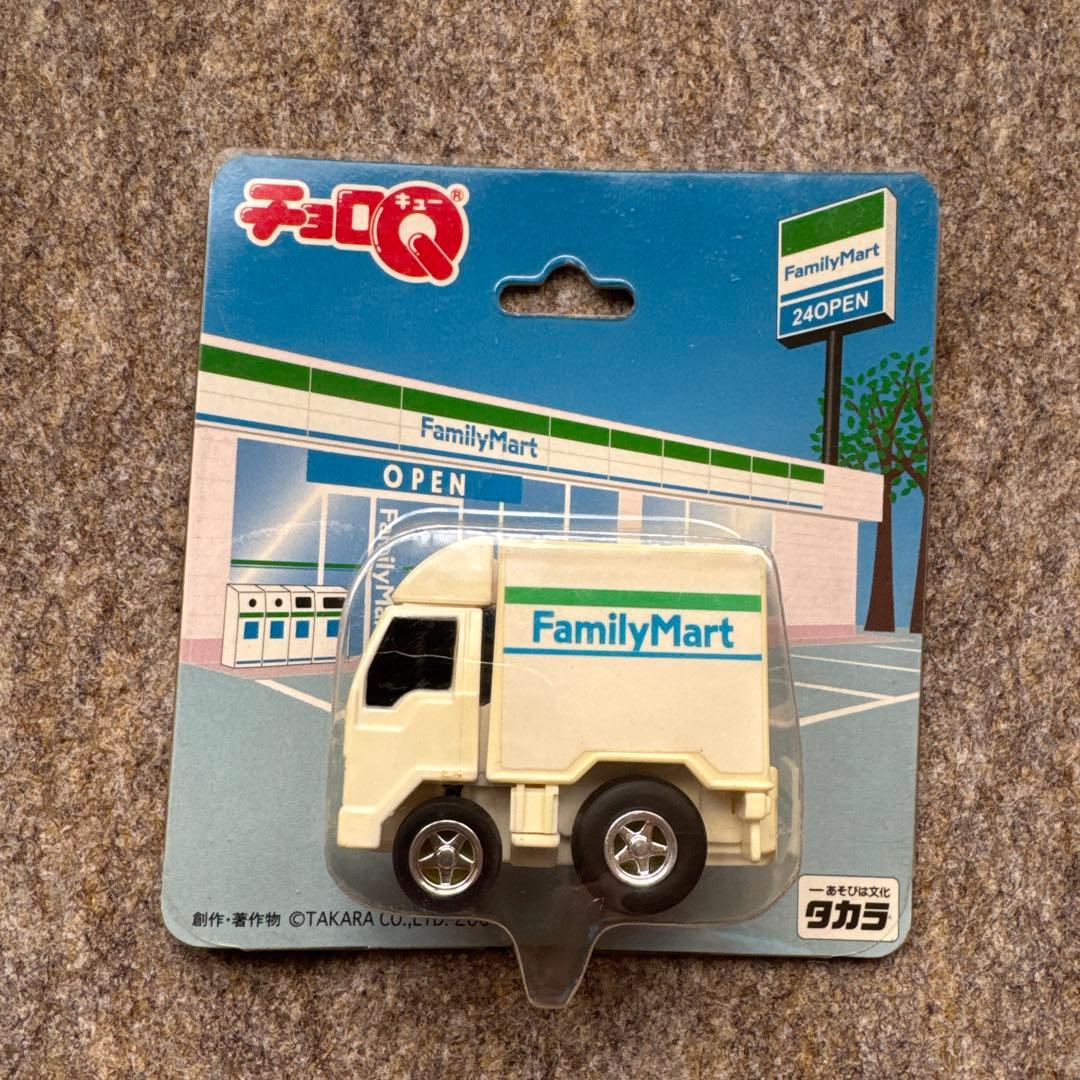 チョロQ®
キュー
FamilyMart
24OPEN
FamilyMart
OPEN
FamilyMa
FamilyMart
創作・著作物 ©TAKARA CO.,LTD.
—あそびは文化
タカラ